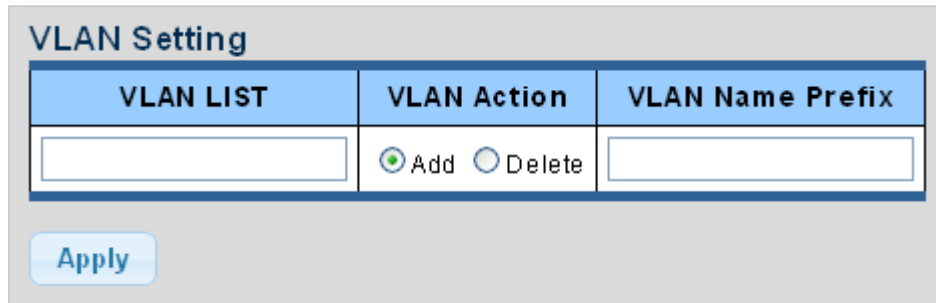 VLAN Setting
VLAN LIST VLAN Action VLAN Name Prefix
Add Delete
Apply